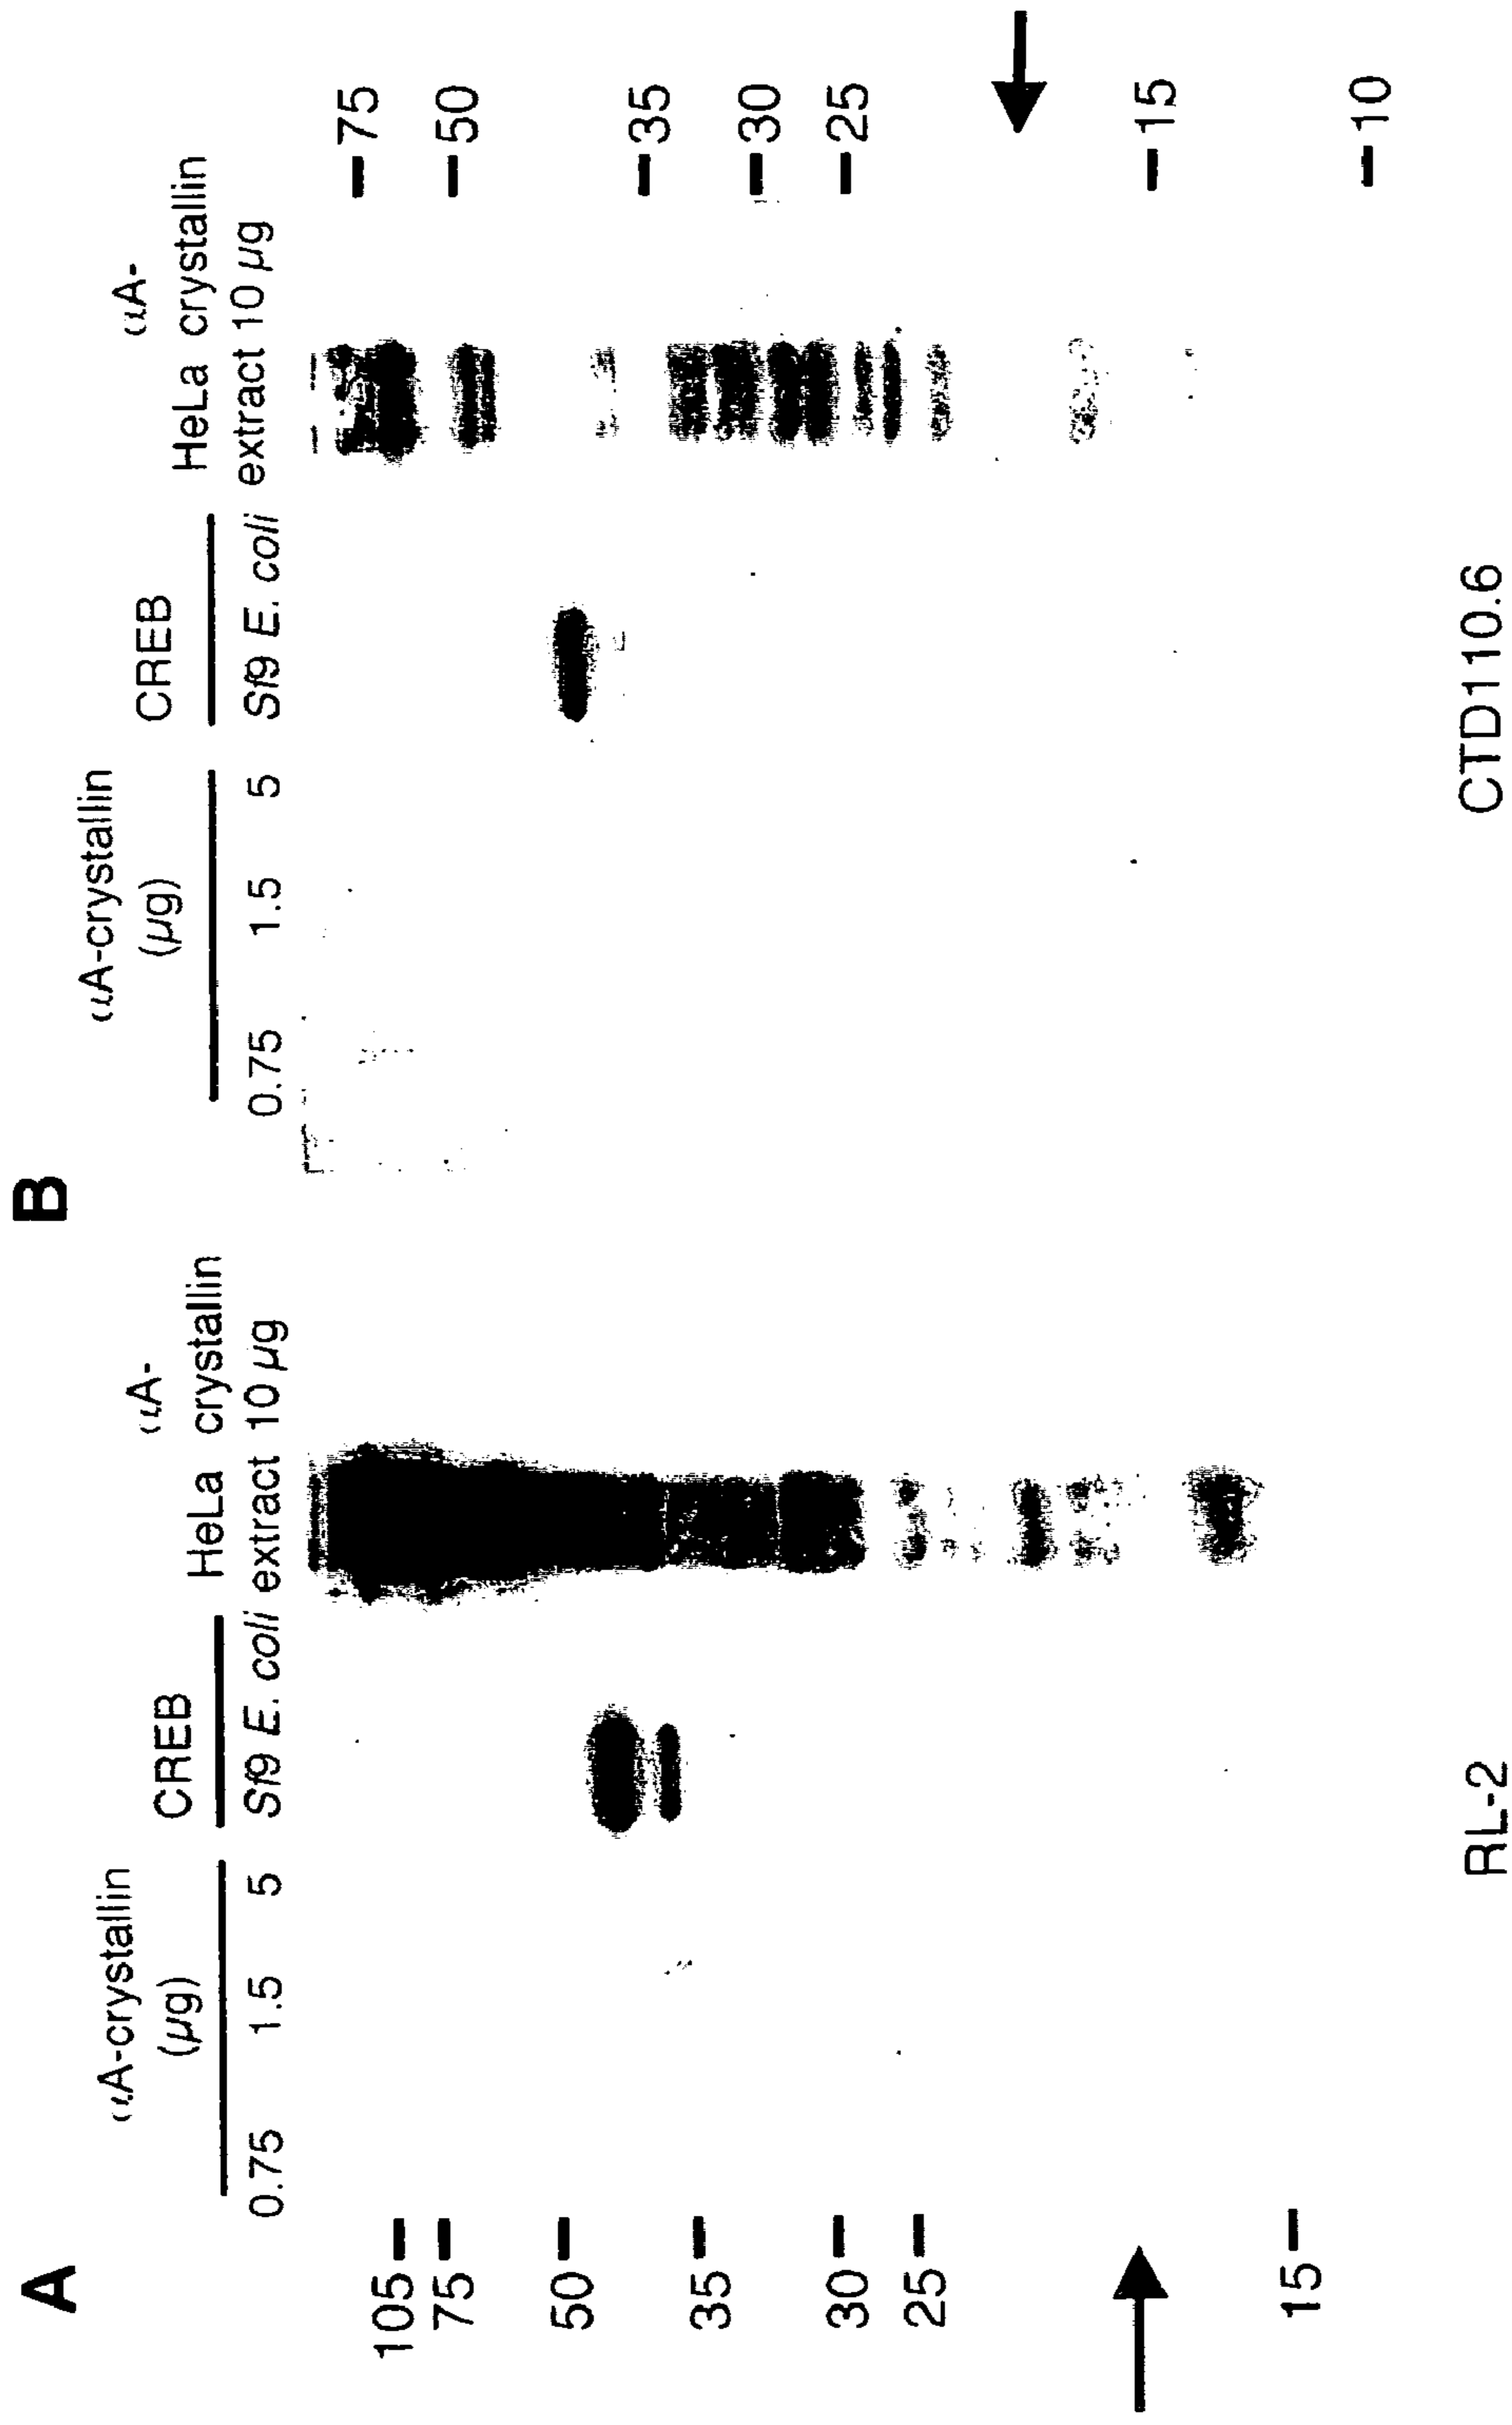 A
αA-crystallin
(µg)
CREB
αA-
HeLa crystallin
0.75 1.5 5 Sf9 E. coli extract 10 µg
105
75
50
35
30
25
15
RL-2
B
αA-crystallin
(µg)
CREB
αA-
HeLa crystallin
0.75 1.5 5 Sf9 E. coli extract 10 µg
75
50
35
30
25
15
10
CTD110.6